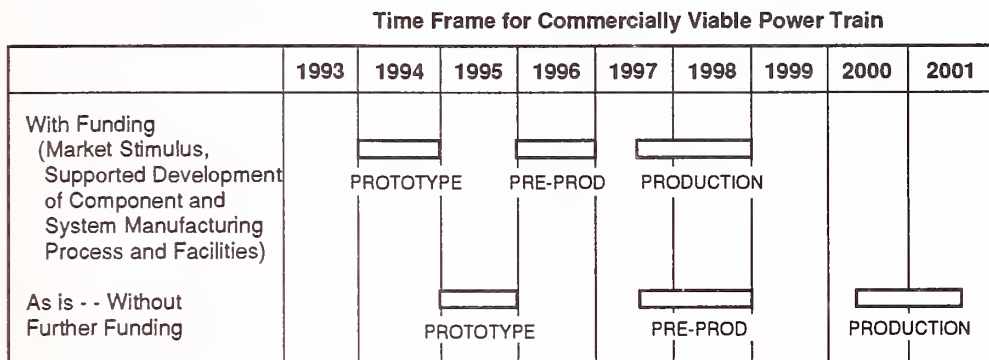 Time Frame for Commercially Viable Power Train
1993 1994 1995 1996 1997 1998 1999 2000 2001
With Funding
(Market Stimulus,
Supported Development
of Component and
System Manufacturing
Process and Facilities)
PROTOTYPE PRE-PROD PRODUCTION
As is - - Without
Further Funding
PROTOTYPE PRE-PROD PRODUCTION